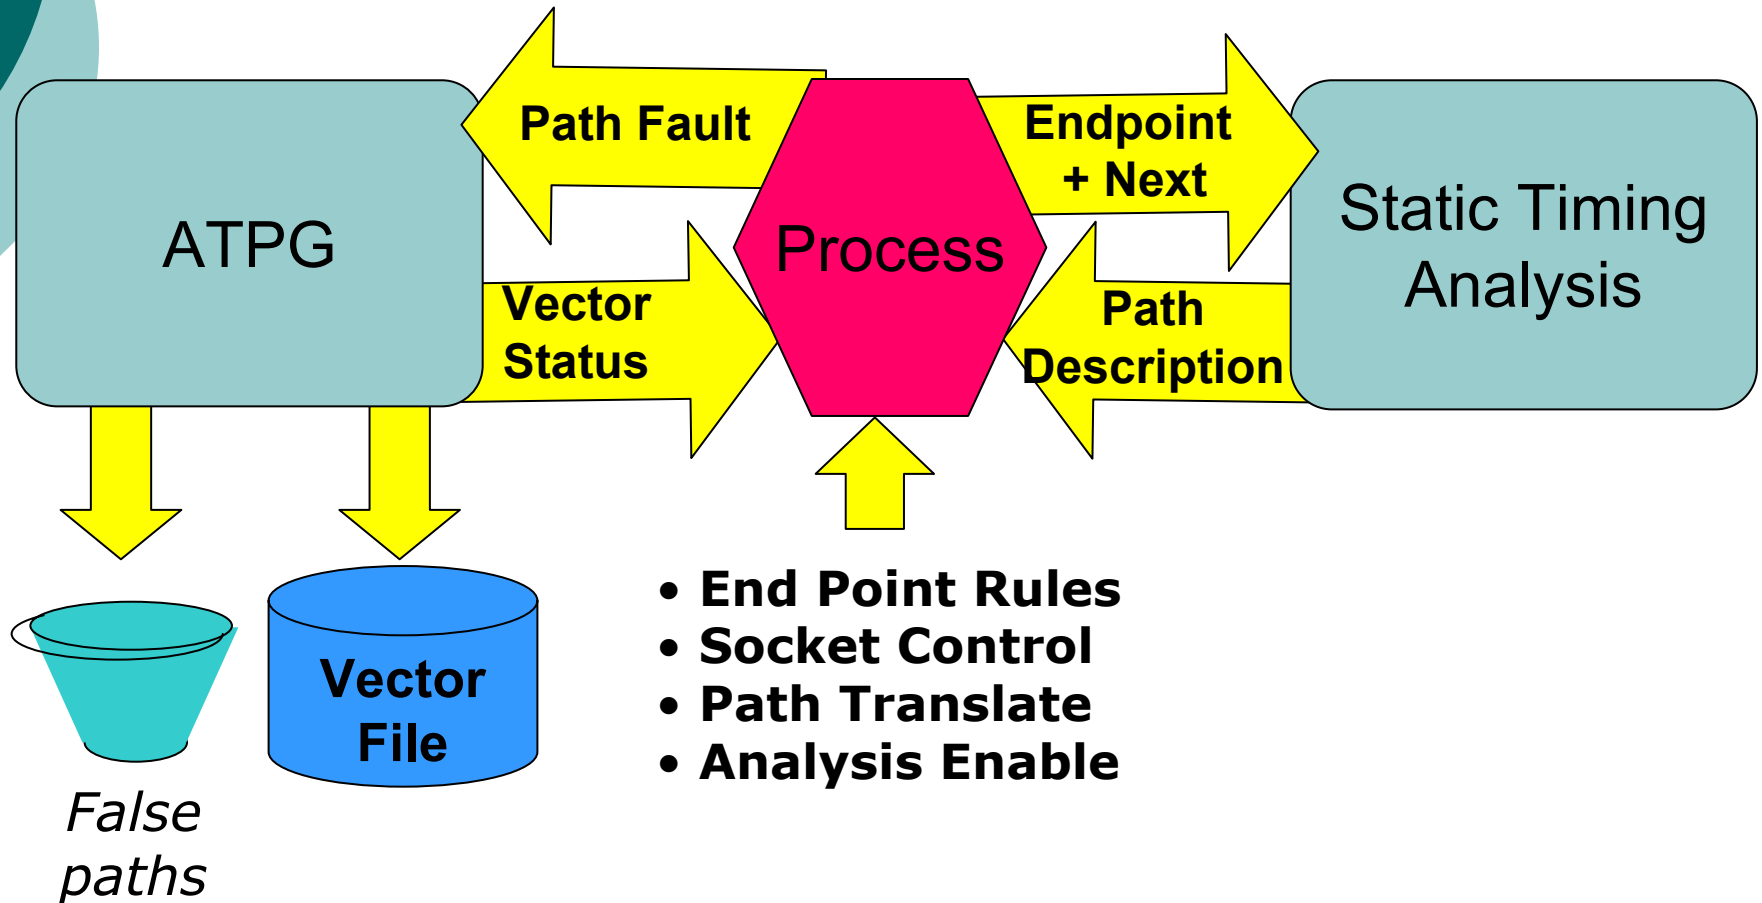 Path Fault
Endpoint
+ Next
ATPG
Process
Static Timing
Analysis
Vector
Status
Path
Description
• End Point Rules
• Socket Control
• Path Translate
• Analysis Enable
Vector
File
False
paths